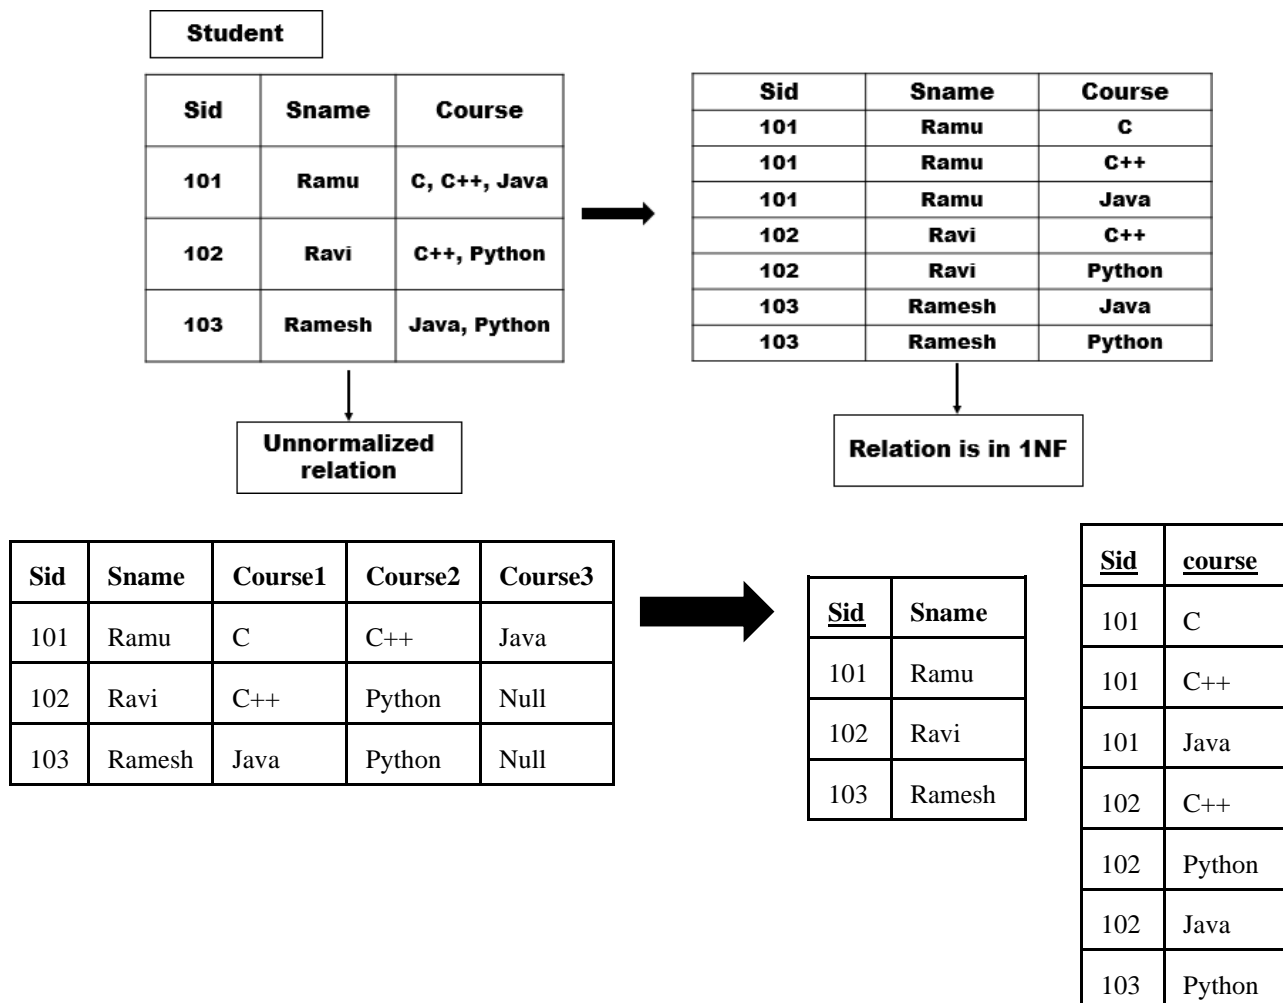 Student
Sid Sname Course
101 Ramu C, C++, Java
102 Ravi C++, Python
103 Ramesh Java, Python
Unnormalized
relation
Sid Sname Course
101 Ramu C
101 Ramu C++
101 Ramu Java
102 Ravi C++
102 Ravi Python
103 Ramesh Java
103 Ramesh Python
Relation is in 1NF
Sid Sname Course1 Course2 Course3
101 Ramu C C++ Java
102 Ravi C++ Python Null
103 Ramesh Java Python Null
Sid Sname
101 Ramu
102 Ravi
103 Ramesh
Sid course
101 C
101 C++
101 Java
102 C++
102 Python
102 Java
103 Python